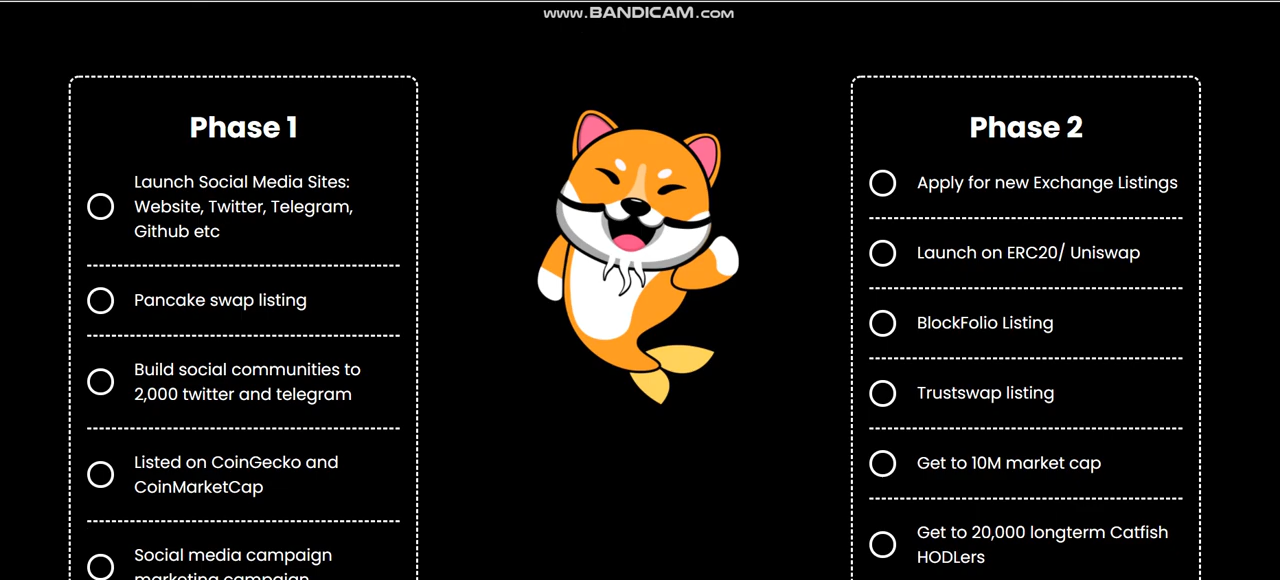 www.BANDICAM.com
Phase 1
Launch Social Media Sites:
Website, Twitter, Telegram,
Github etc
Pancake swap listing
Build social communities to
2,000 twitter and telegram
Listed on CoinGecko and
CoinMarketCap
Social media campaign
marketing campaign
Phase 2
Apply for new Exchange Listings
Launch on ERC20/ Uniswap
BlockFolio Listing
Trustswap listing
Get to 10M market cap
Get to 20,000 longterm Catfish
HODLers